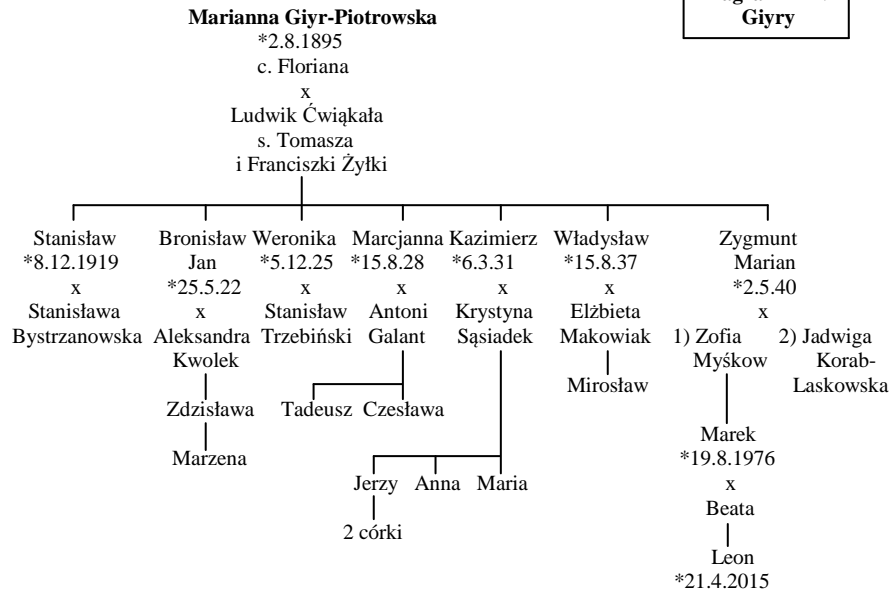 Marianna Giyr-Piotrowska
*2.8.1895
c. Floriana
x
Ludwik Ćwiąkała
s. Tomasza
i Franciszki Żyłki
Giyry
Stanisław
*8.12.1919
x
Stanisława
Bystrzanowska
Bronisław
Jan
*25.5.22
x
Aleksandra
Kwolek
Zdzisława
Marzena
Weronika
*5.12.25
x
Stanisław
Trzebiński
Marcjanna
*15.8.28
x
Antoni
Galant
Tadeusz Czesława
Kazimierz
*6.3.31
x
Krystyna
Sąsiadek
Jerzy Anna Maria
2 córki
Władysław
*15.8.37
x
Elżbieta
Makowiak
Mirosław
Zygmunt
Marian
*2.5.40
x
1) Zofia
Myśkow
2) Jadwiga
Korab-
Laskowska
Marek
*19.8.1976
x
Beata
Leon
*21.4.2015